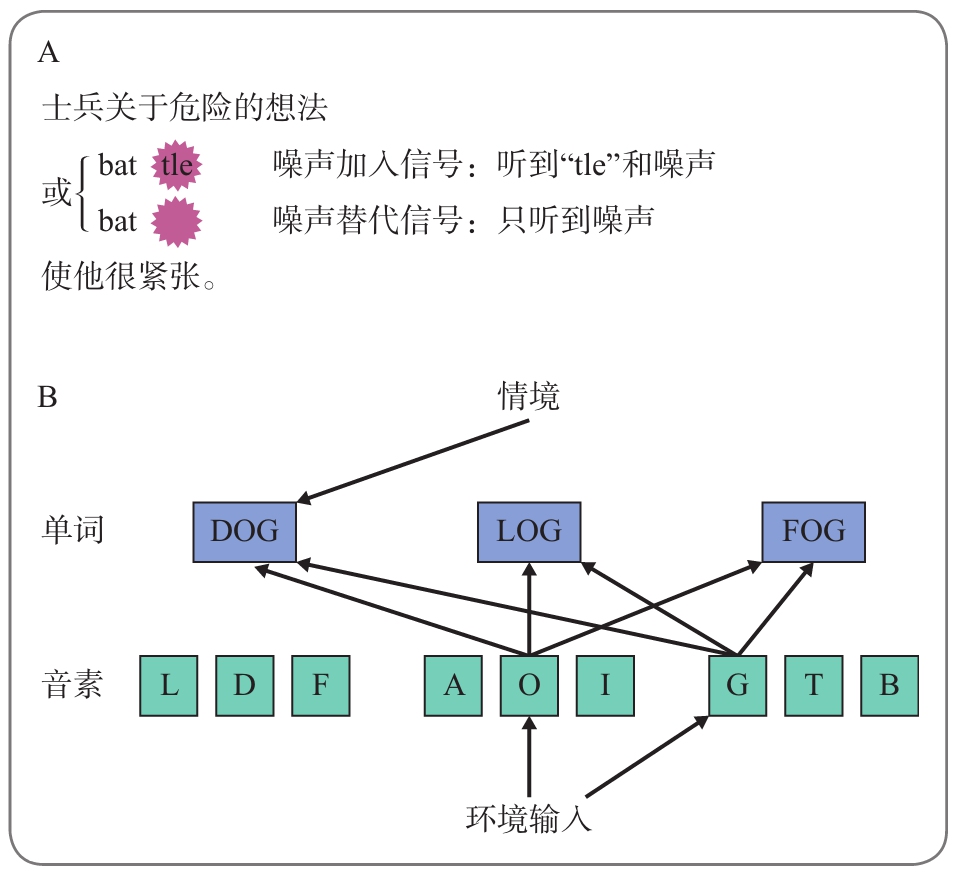 A
士兵关于危险的想法
或
bat tle 噪声加入信号：听到“tle”和噪声
bat 噪声替代信号：只听到噪声
使他很紧张。
B
情境
单词 DOG LOG FOG
音素 L D F A O I G T B
环境输入